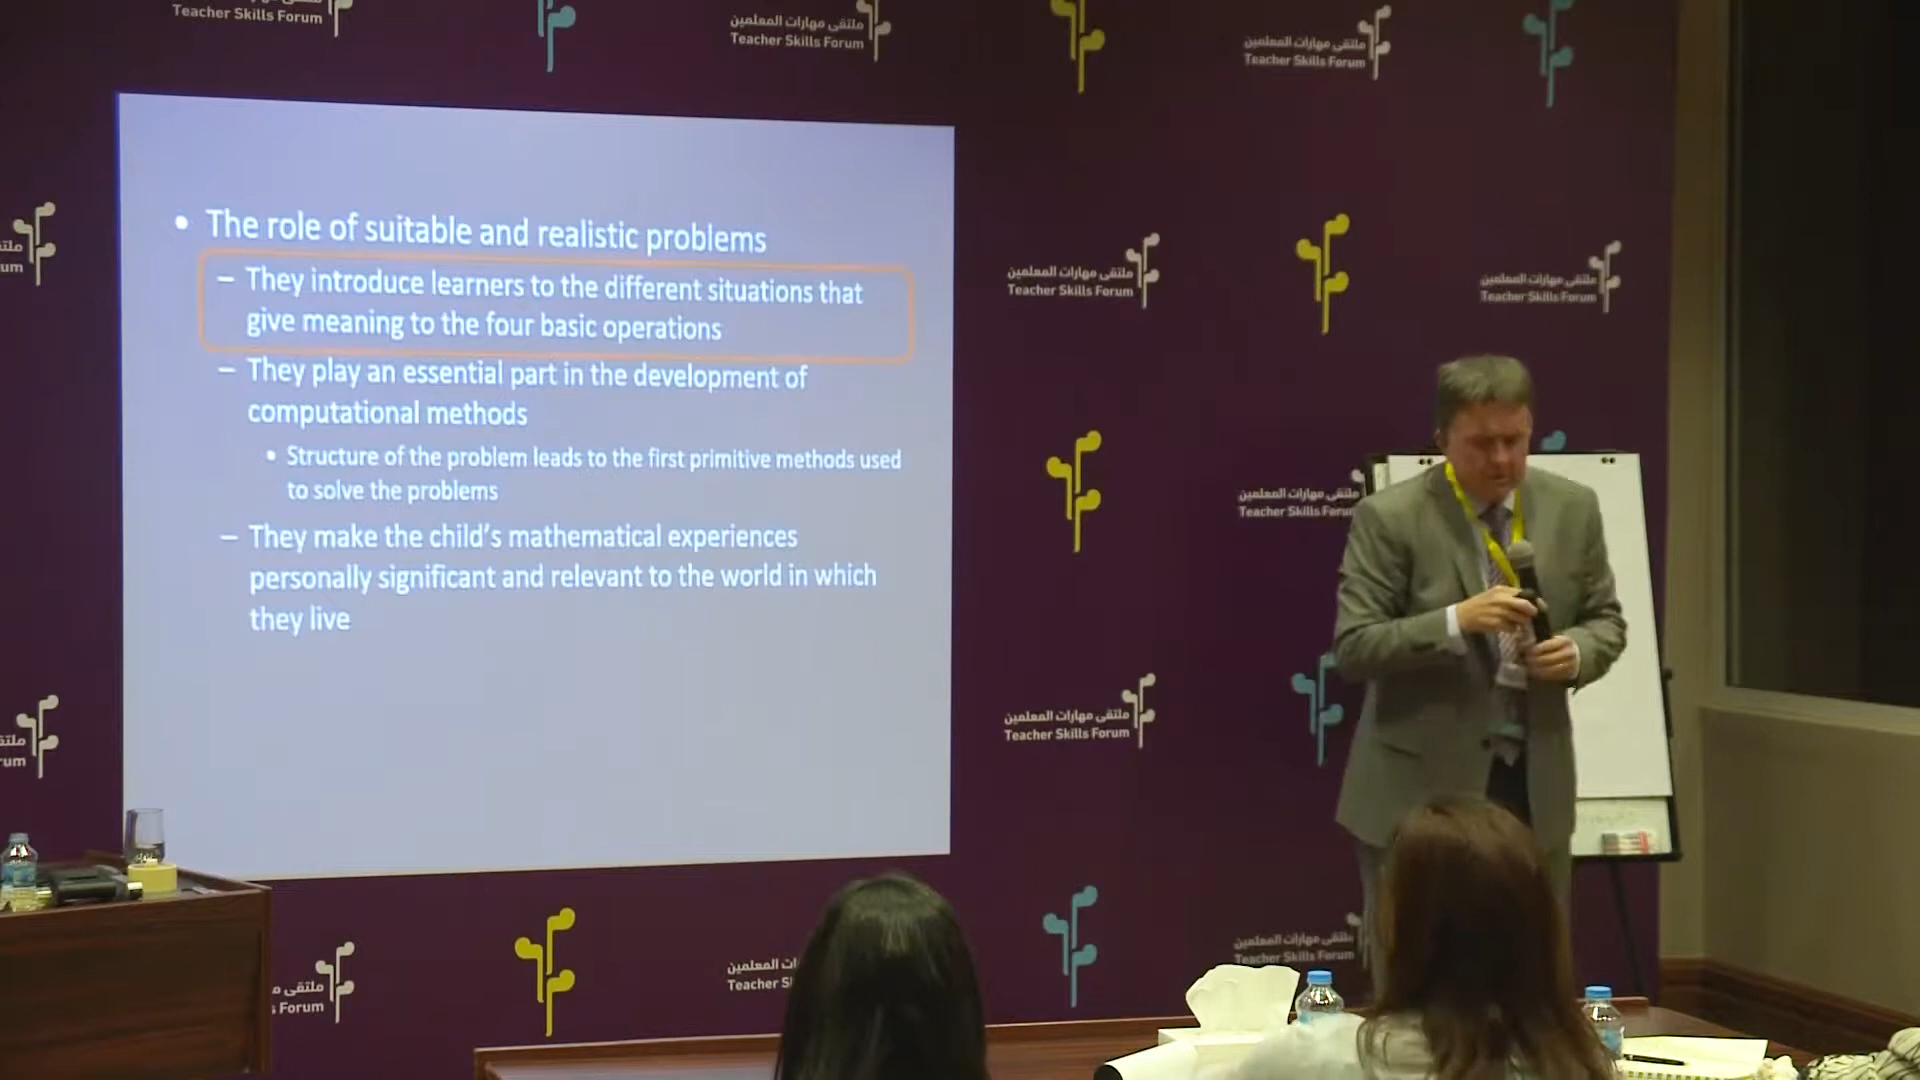 Teacher Skills Forum
ملتقى مهارات المعلمين
Teacher Skills Forum
ملتقى مهارات المعلمين
Teacher Skills Forum
• The role of suitable and realistic problems
– They introduce learners to the different situations that
give meaning to the four basic operations
– They play an essential part in the development of
computational methods
• Structure of the problem leads to the first primitive methods used
to solve the problems
– They make the child's mathematical experiences
personally significant and relevant to the world in which
they live
ملتقى مهارات المعلمين
Teacher Skills Forum
ملتقى مهارات المعلمين
Teacher Skills Forum
ملتقى مهارات المعلمين
Teacher Skills Forum
ملتقى مهارات المعلمين
Teacher Skills Forum
ملتقى مهارات المعلمين
Teacher Skills Forum
Forum